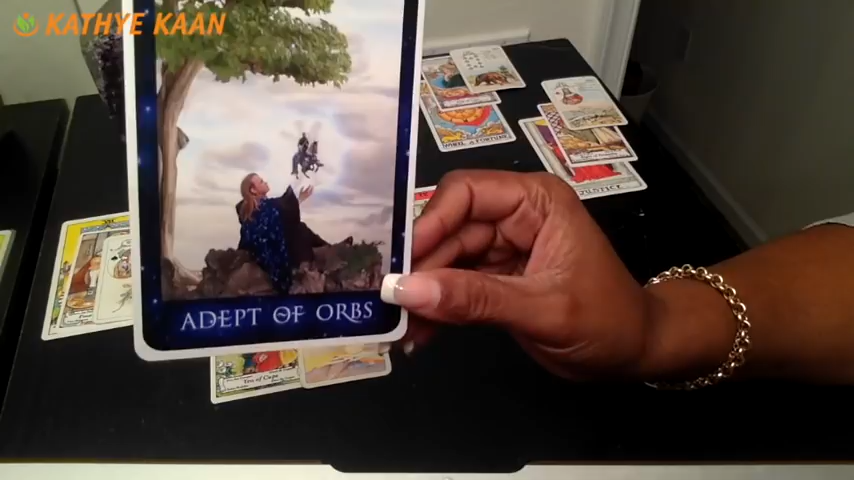 KATHYE KAAN
ADEPT OF ORBS
WHEEL of FORTUNE
JUSTICE
Ten of Cups